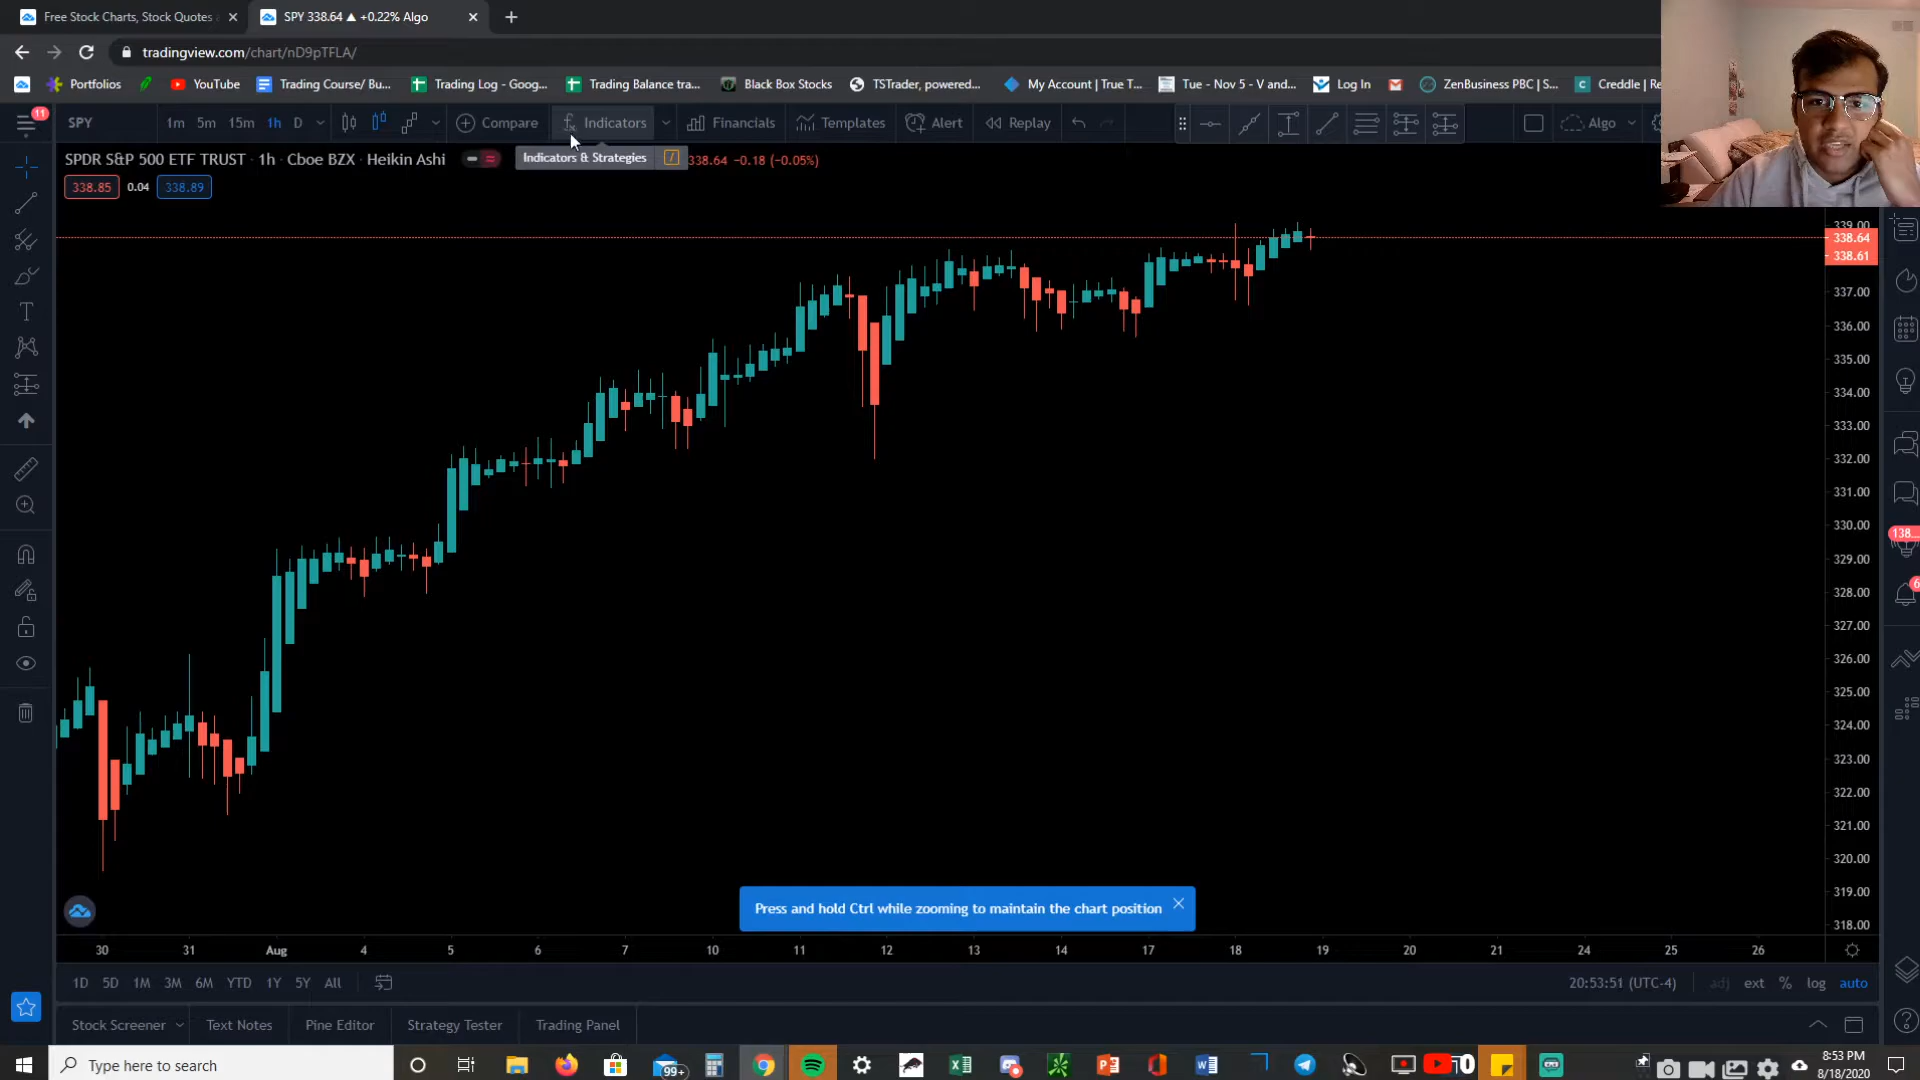 Free Stock Charts, Stock Quotes
SPY 338.64 ▲ +0.22% Algo
tradingview.com/chart/nD9pTFLA/
Portfolios
YouTube
Trading Course/ Bu...
Trading Log - Goog...
Trading Balance tra...
Black Box Stocks
TSTrader, powered...
My Account | True T...
Tue - Nov 5 - V and...
Log In
ZenBusiness PBC | S...
Creddle | Re
11
SPY
1m 5m 15m 1h D
Compare
Indicators
Financials
Templates
Alert
Replay
Algo
SPDR S&P 500 ETF TRUST · 1h · Cboe BZX · Heikin Ashi
Indicators & Strategies /
338.64 −0.18 (−0.05%)
338.85 0.04 338.89
339.00
338.64
338.61
337.00
336.00
335.00
334.00
333.00
332.00
331.00
330.00
329.00
328.00
327.00
326.00
325.00
324.00
323.00
322.00
321.00
320.00
319.00
318.00
138...
6
Press and hold Ctrl while zooming to maintain the chart position
30 31 Aug 4 5 6 7 10 11 12 13 14 17 18 19 20 21 24 25 26
1D 5D 1M 3M 6M YTD 1Y 5Y All
20:53:51 (UTC-4) adj ext % log auto
Stock Screener
Text Notes
Pine Editor
Strategy Tester
Trading Panel
Type here to search
99+
8:53 PM
8/18/2020